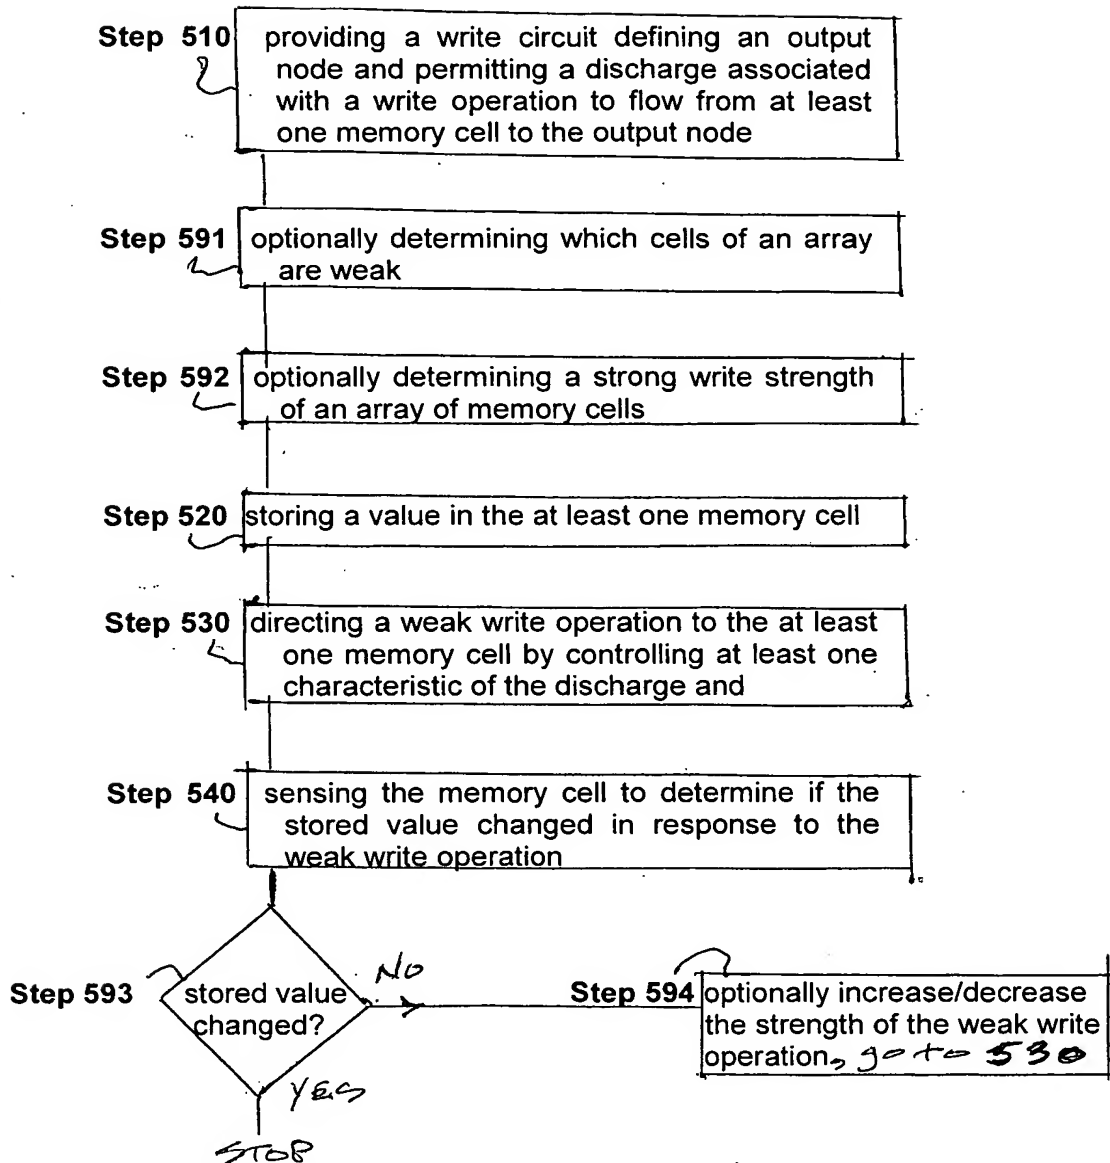 Step 510 providing a write circuit defining an output
node and permitting a discharge associated
with a write operation to flow from at least
one memory cell to the output node
Step 591 optionally determining which cells of an array
are weak
Step 592 optionally determining a strong write strength
of an array of memory cells
Step 520 storing a value in the at least one memory cell
Step 530 directing a weak write operation to the at least
one memory cell by controlling at least one
characteristic of the discharge and
Step 540 sensing the memory cell to determine if the
stored value changed in response to the
weak write operation
Step 593 stored value
changed?
NO
Step 594 optionally increase/decrease
the strength of the weak write
operation, go to 530
YES
STOP